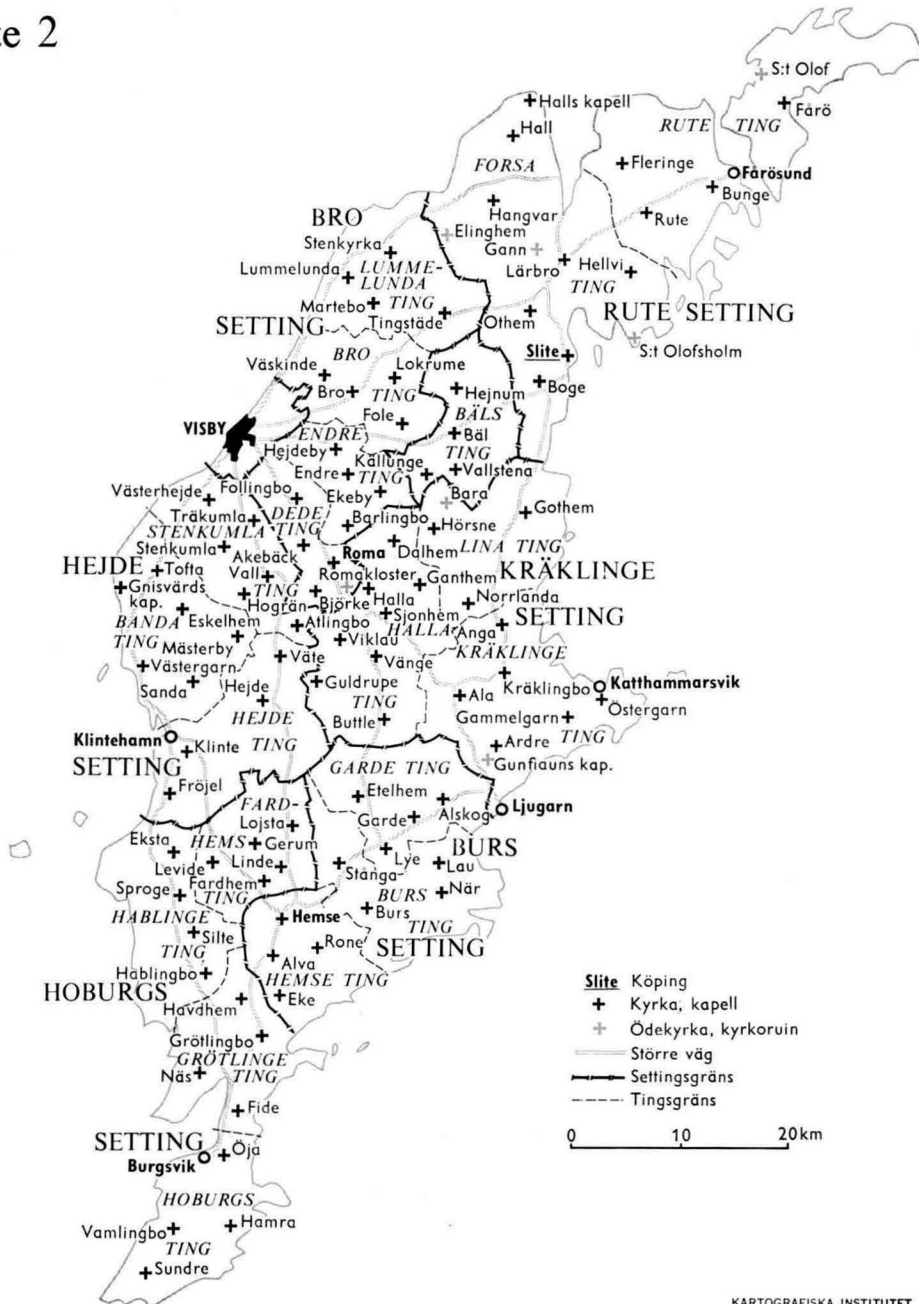 te 2
S:t Olof
Halls kapell
Fårö
Hall
RUTE TING
FORSA
Fleringe
Fårösund
Bunge
BRO
Hangvar
Rute
Elinghem
Stenkyrka
Gann
Lummelunda
LUMME-
LUNDA
TING
Lärbro
Hellvi
TING
Martebo
RUTE SETTING
SETTING
Tingstäde
Othem
S:t Olofsholm
BRO
Lokrume
Slite
Väskinde
TING
Bro
Hejnum
Boge
Fole
BÄLS
VISBY
ENDRE
Bäl
Hejdeby
TING
Endre
Källunge
TING
Vallstena
Västerhejde
Follingbo
Ekeby
Bara
Träkumla
DEDE
TING
Barlingbo
Hörsne
Gothem
STENKUMLA
Stenkumla
Akebäck
Roma
Dalhem
LINA TING
HEJDE
Tofta
Vall
Romakloster
Ganthem
KRÄKLINGE
Gnisvärds
kap.
TING
Björke
Halla
Norrlanda
Hogrän
Sjonhem
SETTING
BANDA
TING
Eskelhem
Atlingbo
HALLA
Anga
Viklau
KRÄKLINGE
Mästerby
Västergarn
Väte
Vänge
Sanda
Hejde
Guldrupe
Ala
Kräklingbo
Katthammarsvik
Östergarn
TING
HEJDE
Buttle
Gammelgarn
TING
Klintehamn
Klinte
TING
Ardre
SETTING
GARDE TING
Gunfiauns kap.
Fröjel
Etelhem
FARD-
Garde
Alskog
Ljugarn
Lojsta
Eksta
HEMS
Gerum
BURS
Levide
Linde
Stånga
Lye
Lau
Sproge
Fardhem
TING
BURS
När
HABLINGE
Hemse
Burs
TING
Silte
Rone
SETTING
TING
Alva
Hablingbo
HEMSE TING
HOBURGS
Eke
Havdhem
Grötlingbo
GRÖTLINGE
Näs
TING
Fide
SETTING
Öja
Burgsvik
HOBURGS
Vamlingbo
Hamra
TING
Sundre
Slite Köping
Kyrka, kapell
Ödekyrka, kyrkoruin
Större väg
Settingsgräns
Tingsgräns
0 10 20 km
KARTOGRAFISKA INSTITUTET